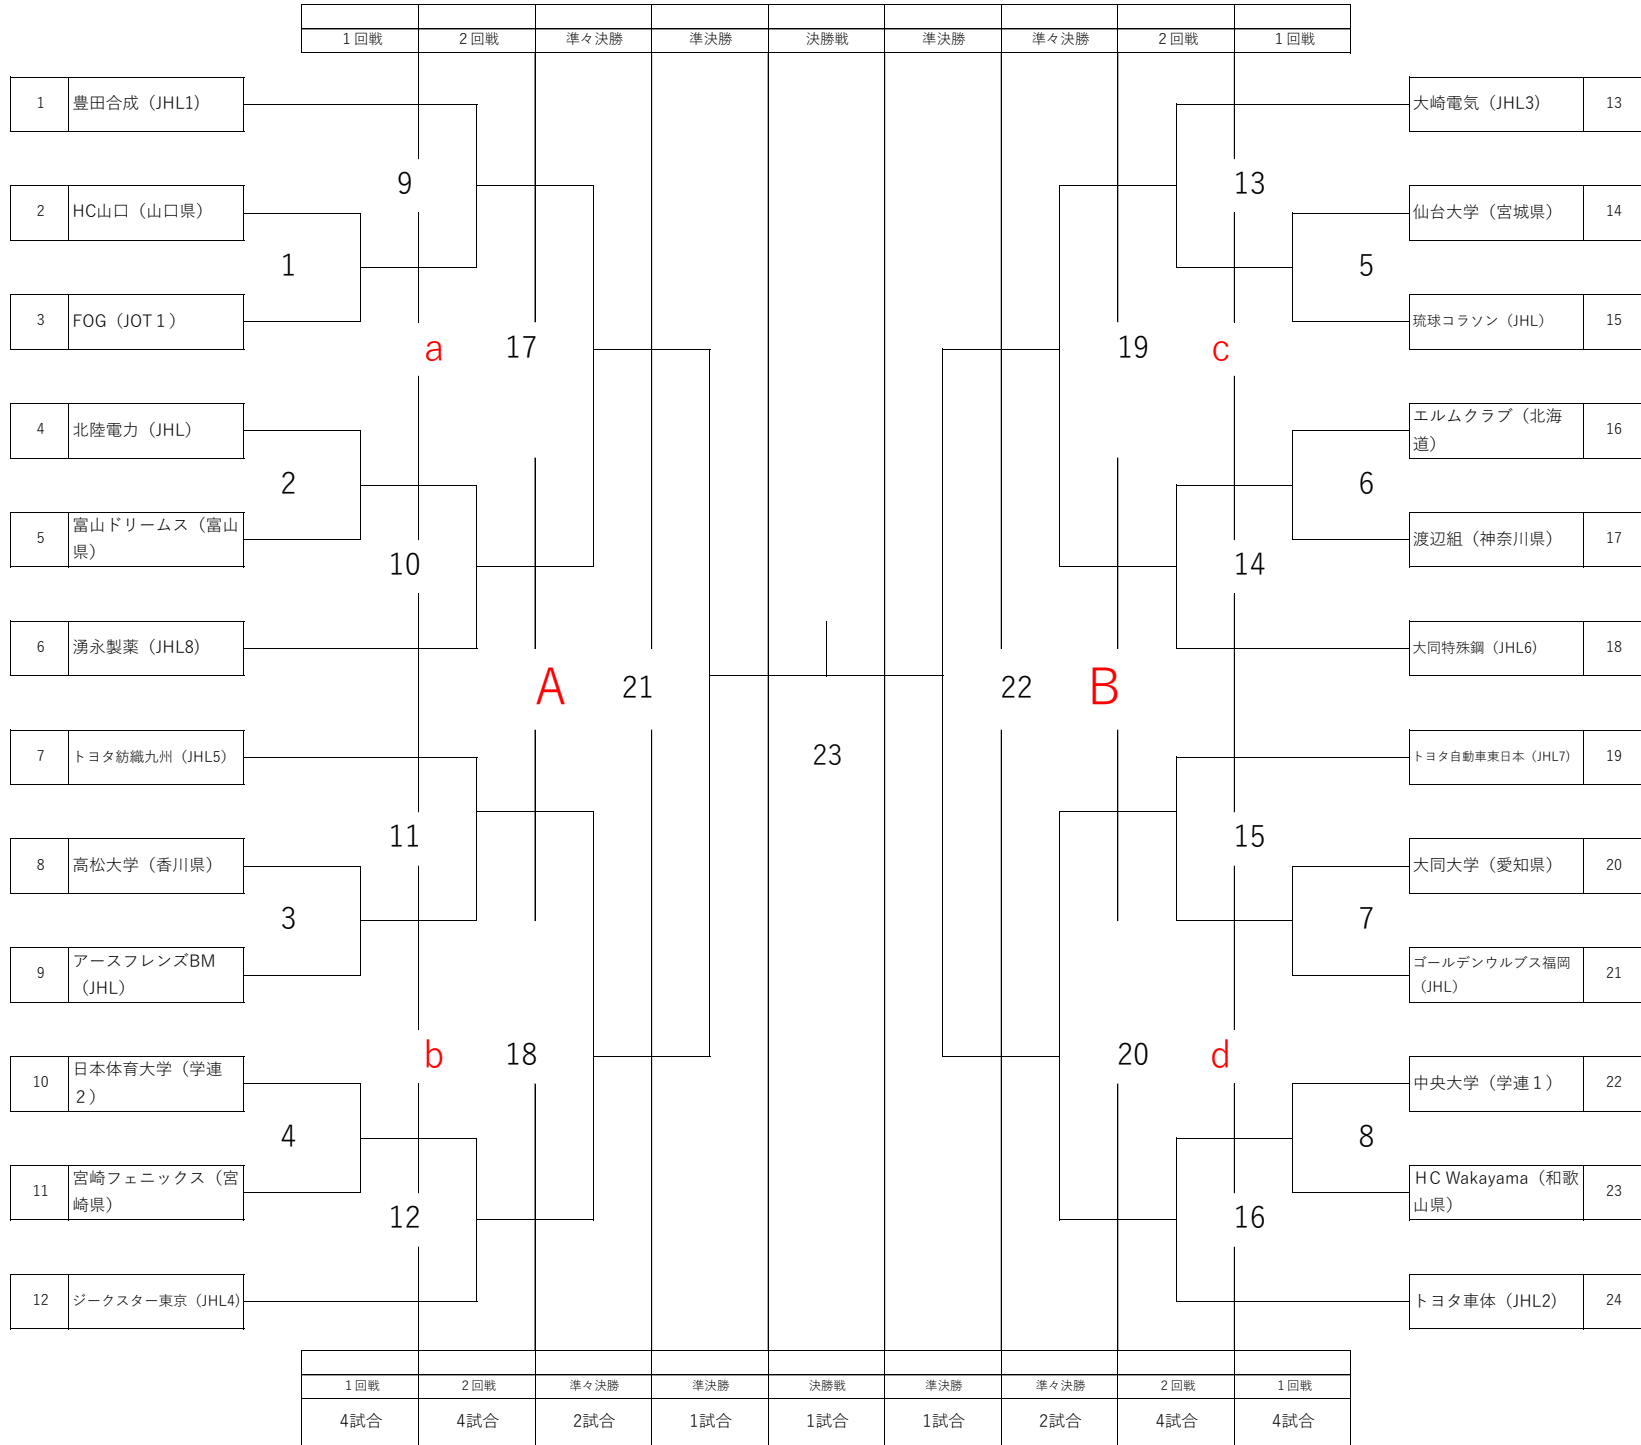 １回戦 ２回戦 準々決勝 準決勝 決勝戦 準決勝 準々決勝 ２回戦 １回戦
1 豊田合成（JHL1） 大崎電気（JHL3） 13
9 13
2 HC山口（山口県） 仙台大学（宮城県） 14
1 5
3 FOG（JOT１） 琉球コラソン（JHL） 15
a 17 19 c
4 北陸電力（JHL） エルムクラブ（北海
道） 16
2 6
5 富山ドリームス（富山
県） 渡辺組（神奈川県） 17
10 14
6 湧永製薬（JHL8） 大同特殊鋼（JHL6） 18
A 21 22 B
7 トヨタ紡織九州（JHL5） 23 トヨタ自動車東日本（JHL7） 19
11 15
8 高松大学（香川県） 大同大学（愛知県） 20
3 7
9 アースフレンズBM
（JHL） ゴールデンウルブス福岡
（JHL） 21
b 18 20 d
10 日本体育大学（学連
２） 中央大学（学連１） 22
4 8
11 宮崎フェニックス（宮
崎県） ＨC Wakayama（和歌
山県） 23
12 16
12 ジークスター東京（JHL4） トヨタ車体（JHL2） 24
１回戦 ２回戦 準々決勝 準決勝 決勝戦 準決勝 準々決勝 ２回戦 １回戦
4試合 4試合 2試合 1試合 1試合 1試合 2試合 4試合 4試合